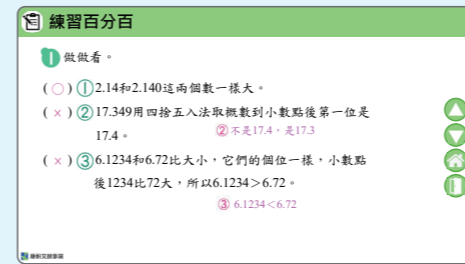 練習百分百
1 做做看。
(○) ① 2.14和2.140這兩個數一樣大。
(×) ② 17.349用四捨五入法取概數到小數點後第一位是
17.4。 ② 不是17.4，是17.3
(×) ③ 6.1234和6.72比大小，它們的個位一樣，小數點
後1234比72大，所以6.1234＞6.72。
③ 6.1234＜6.72
康軒文教事業